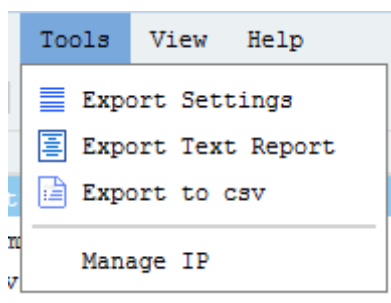 Tools View Help
Export Settings
Export Text Report
Export to csv
Manage IP